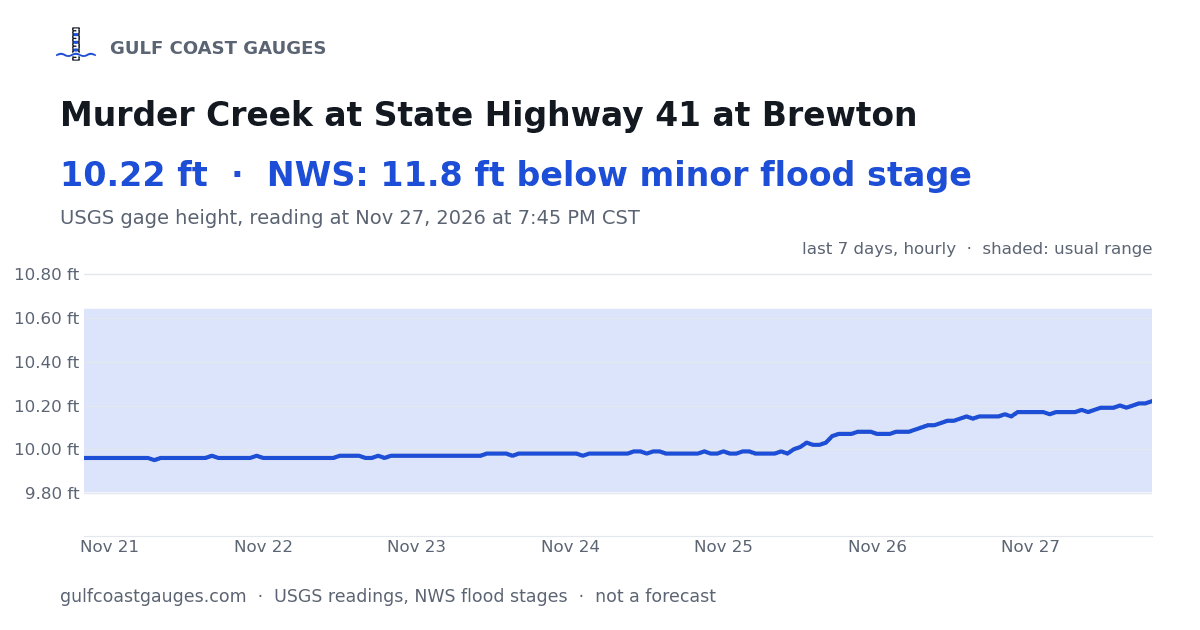 GULF COAST GAUGES
Murder Creek at State Highway 41 at Brewton
10.22 ft · NWS: 11.8 ft below minor flood stage
USGS gage height, reading at Nov 27, 2026 at 7:45 PM CST
last 7 days, hourly · shaded: usual range
10.80 ft
10.60 ft
10.40 ft
10.20 ft
10.00 ft
9.80 ft
Nov 21 Nov 22 Nov 23 Nov 24 Nov 25 Nov 26 Nov 27
gulfcoastgauges.com · USGS readings, NWS flood stages · not a forecast